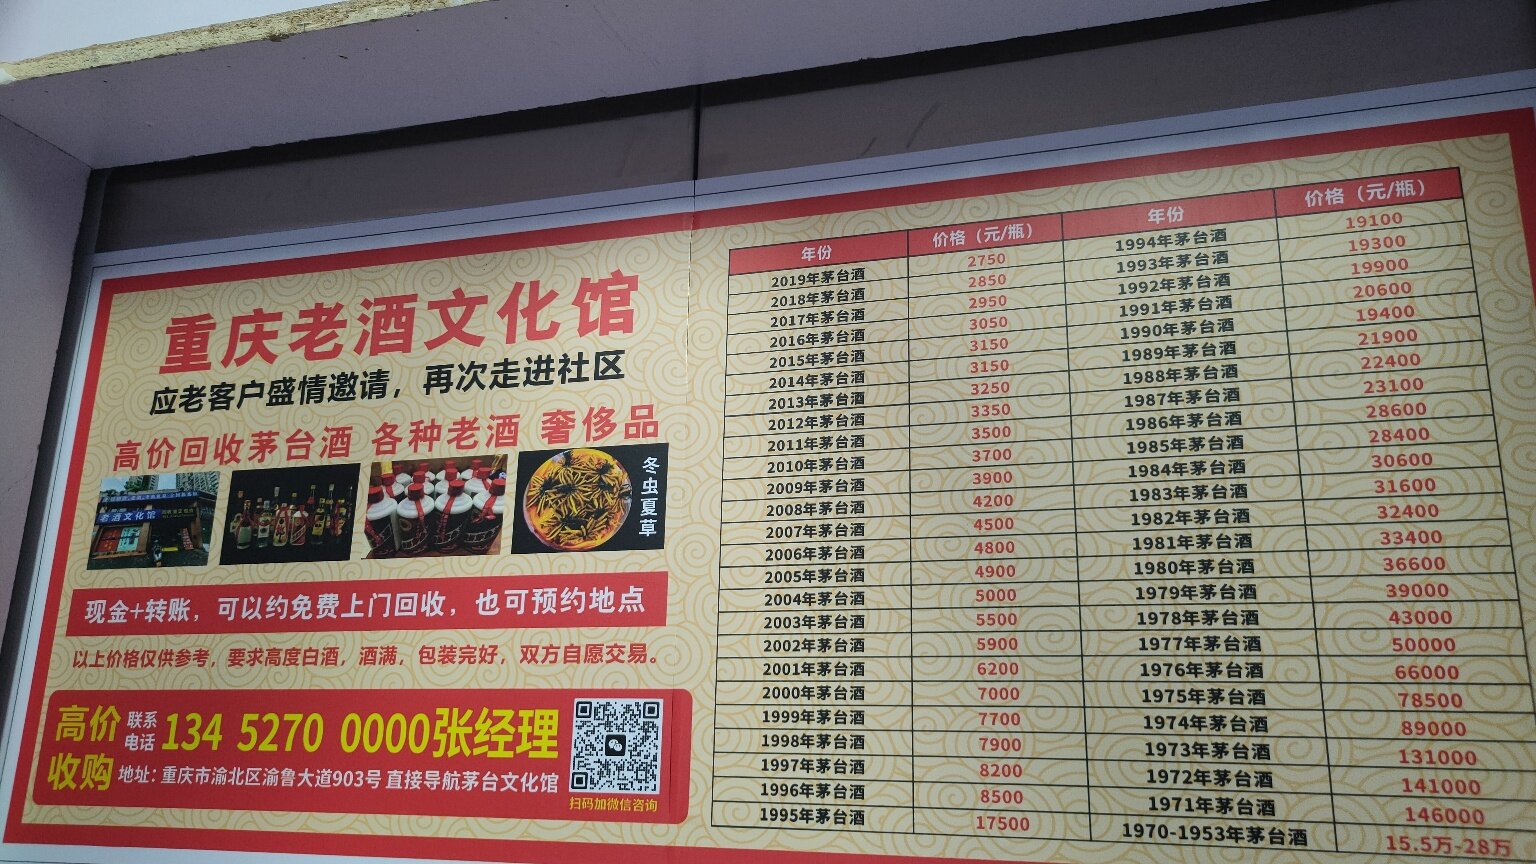 重庆老酒文化馆
应老客户盛情邀请，再次走进社区
高价回收茅台酒 各种老酒 奢侈品
老酒文化馆
冬虫夏草
现金+转账，可以约免费上门回收，也可预约地点
以上价格仅供参考，要求高度白酒，酒满，包装完好，双方自愿交易。
高价收购
联系电话 134 5270 0000张经理
地址：重庆市渝北区渝鲁大道903号 直接导航茅台文化馆
扫码加微信咨询
年份 价格（元/瓶） 年份 价格（元/瓶）
2019年茅台酒 2750 1994年茅台酒 19100
2018年茅台酒 2850 1993年茅台酒 19300
2017年茅台酒 2950 1992年茅台酒 19900
2016年茅台酒 3050 1991年茅台酒 20600
2015年茅台酒 3150 1990年茅台酒 19400
2014年茅台酒 3150 1989年茅台酒 21900
2013年茅台酒 3250 1988年茅台酒 22400
2012年茅台酒 3350 1987年茅台酒 23100
2011年茅台酒 3500 1986年茅台酒 28600
2010年茅台酒 3700 1985年茅台酒 28400
2009年茅台酒 3900 1984年茅台酒 30600
2008年茅台酒 4200 1983年茅台酒 31600
2007年茅台酒 4500 1982年茅台酒 32400
2006年茅台酒 4800 1981年茅台酒 33400
2005年茅台酒 4900 1980年茅台酒 36600
2004年茅台酒 5000 1979年茅台酒 39000
2003年茅台酒 5500 1978年茅台酒 43000
2002年茅台酒 5900 1977年茅台酒 50000
2001年茅台酒 6200 1976年茅台酒 66000
2000年茅台酒 7000 1975年茅台酒 78500
1999年茅台酒 7700 1974年茅台酒 89000
1998年茅台酒 7900 1973年茅台酒 131000
1997年茅台酒 8200 1972年茅台酒 141000
1996年茅台酒 8500 1971年茅台酒 146000
1995年茅台酒 17500 1970-1953年茅台酒 15.5万-28万